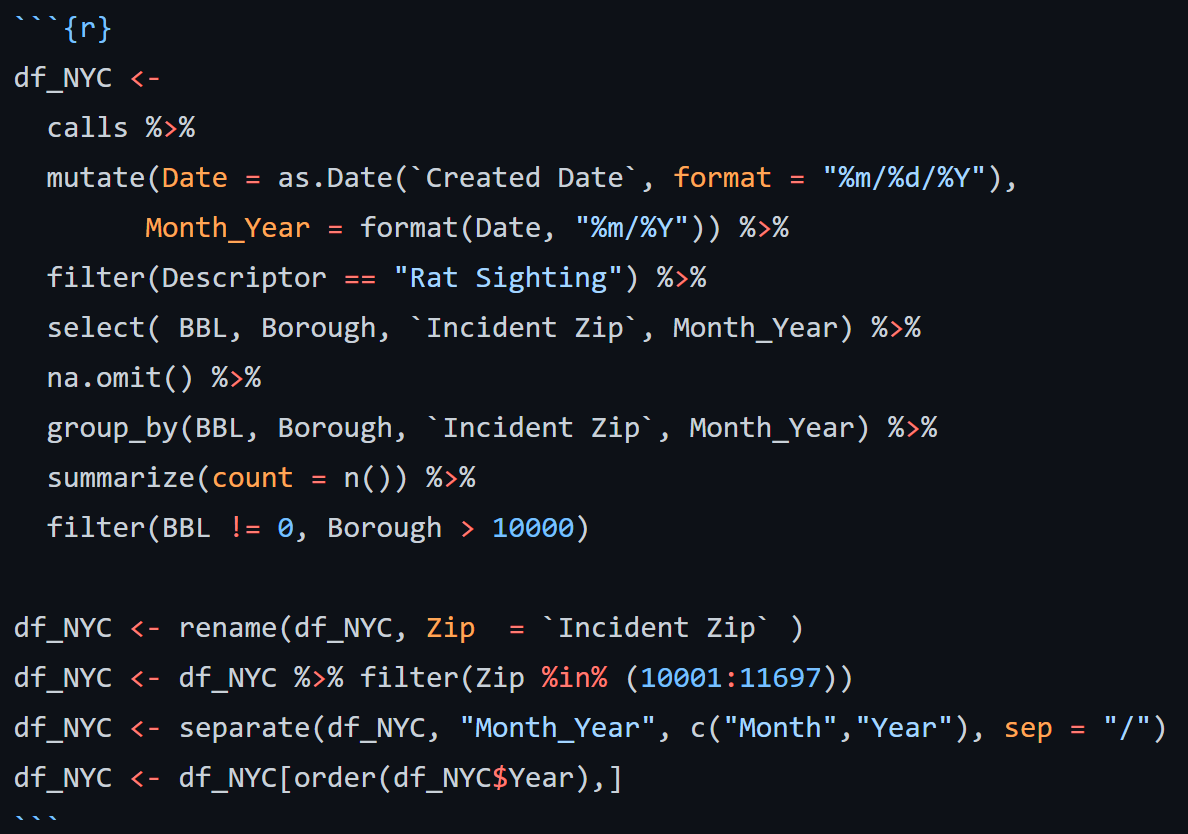 ```{r}
df_NYC <-
  calls %>%
  mutate(Date = as.Date(`Created Date`, format = "%m/%d/%Y"),
        Month_Year = format(Date, "%m/%Y")) %>%
  filter(Descriptor == "Rat Sighting") %>%
  select( BBL, Borough, `Incident Zip`, Month_Year) %>%
  na.omit() %>%
  group_by(BBL, Borough, `Incident Zip`, Month_Year) %>%
  summarize(count = n()) %>%
  filter(BBL != 0, Borough > 10000)

df_NYC <- rename(df_NYC, Zip  = `Incident Zip` )
df_NYC <- df_NYC %>% filter(Zip %in% (10001:11697))
df_NYC <- separate(df_NYC, "Month_Year", c("Month","Year"), sep = "/")
df_NYC <- df_NYC[order(df_NYC$Year),]
```